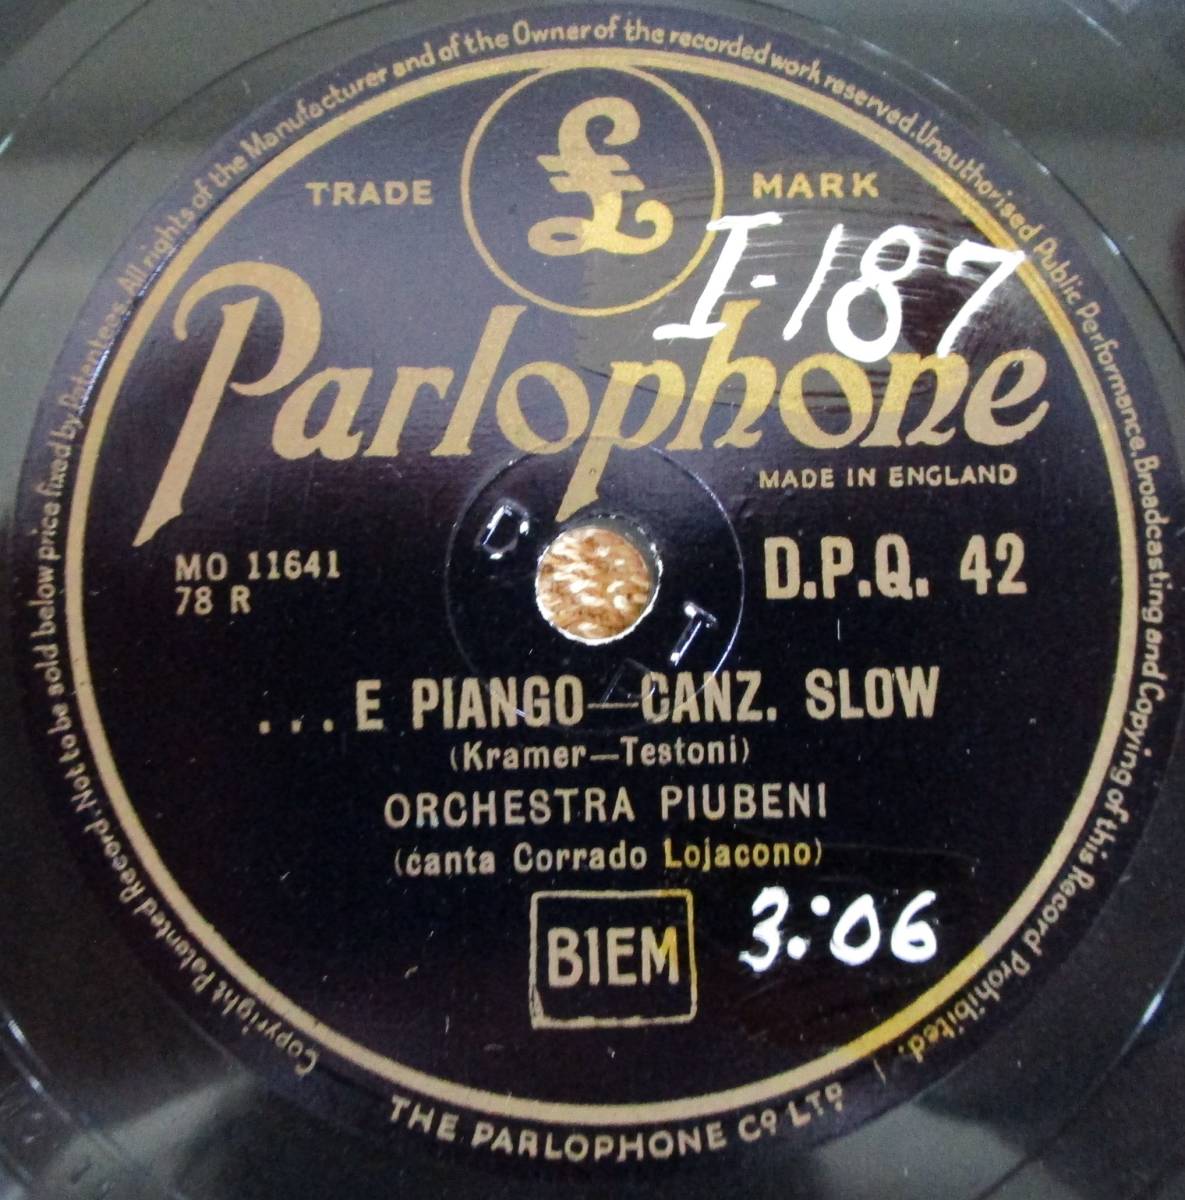 Copyright Patented Record. Not to be sold below price fixed by Patentees. All rights of the Manufacturer and of the Owner of the recorded work reserved. Unauthorised Public Performance. Broadcasting and Copying of this Record Prohibited.
£
TRADE MARK
I-187
Parlophone
MADE IN ENGLAND
MO 11641
78 R
D.P.Q. 42
D
T
... E PIANGO—CANZ. SLOW
(Kramer—Testoni)
ORCHESTRA PIUBENI
(canta Corrado Lojacono)
BIEM
3:06
THE PARLOPHONE CO LTD